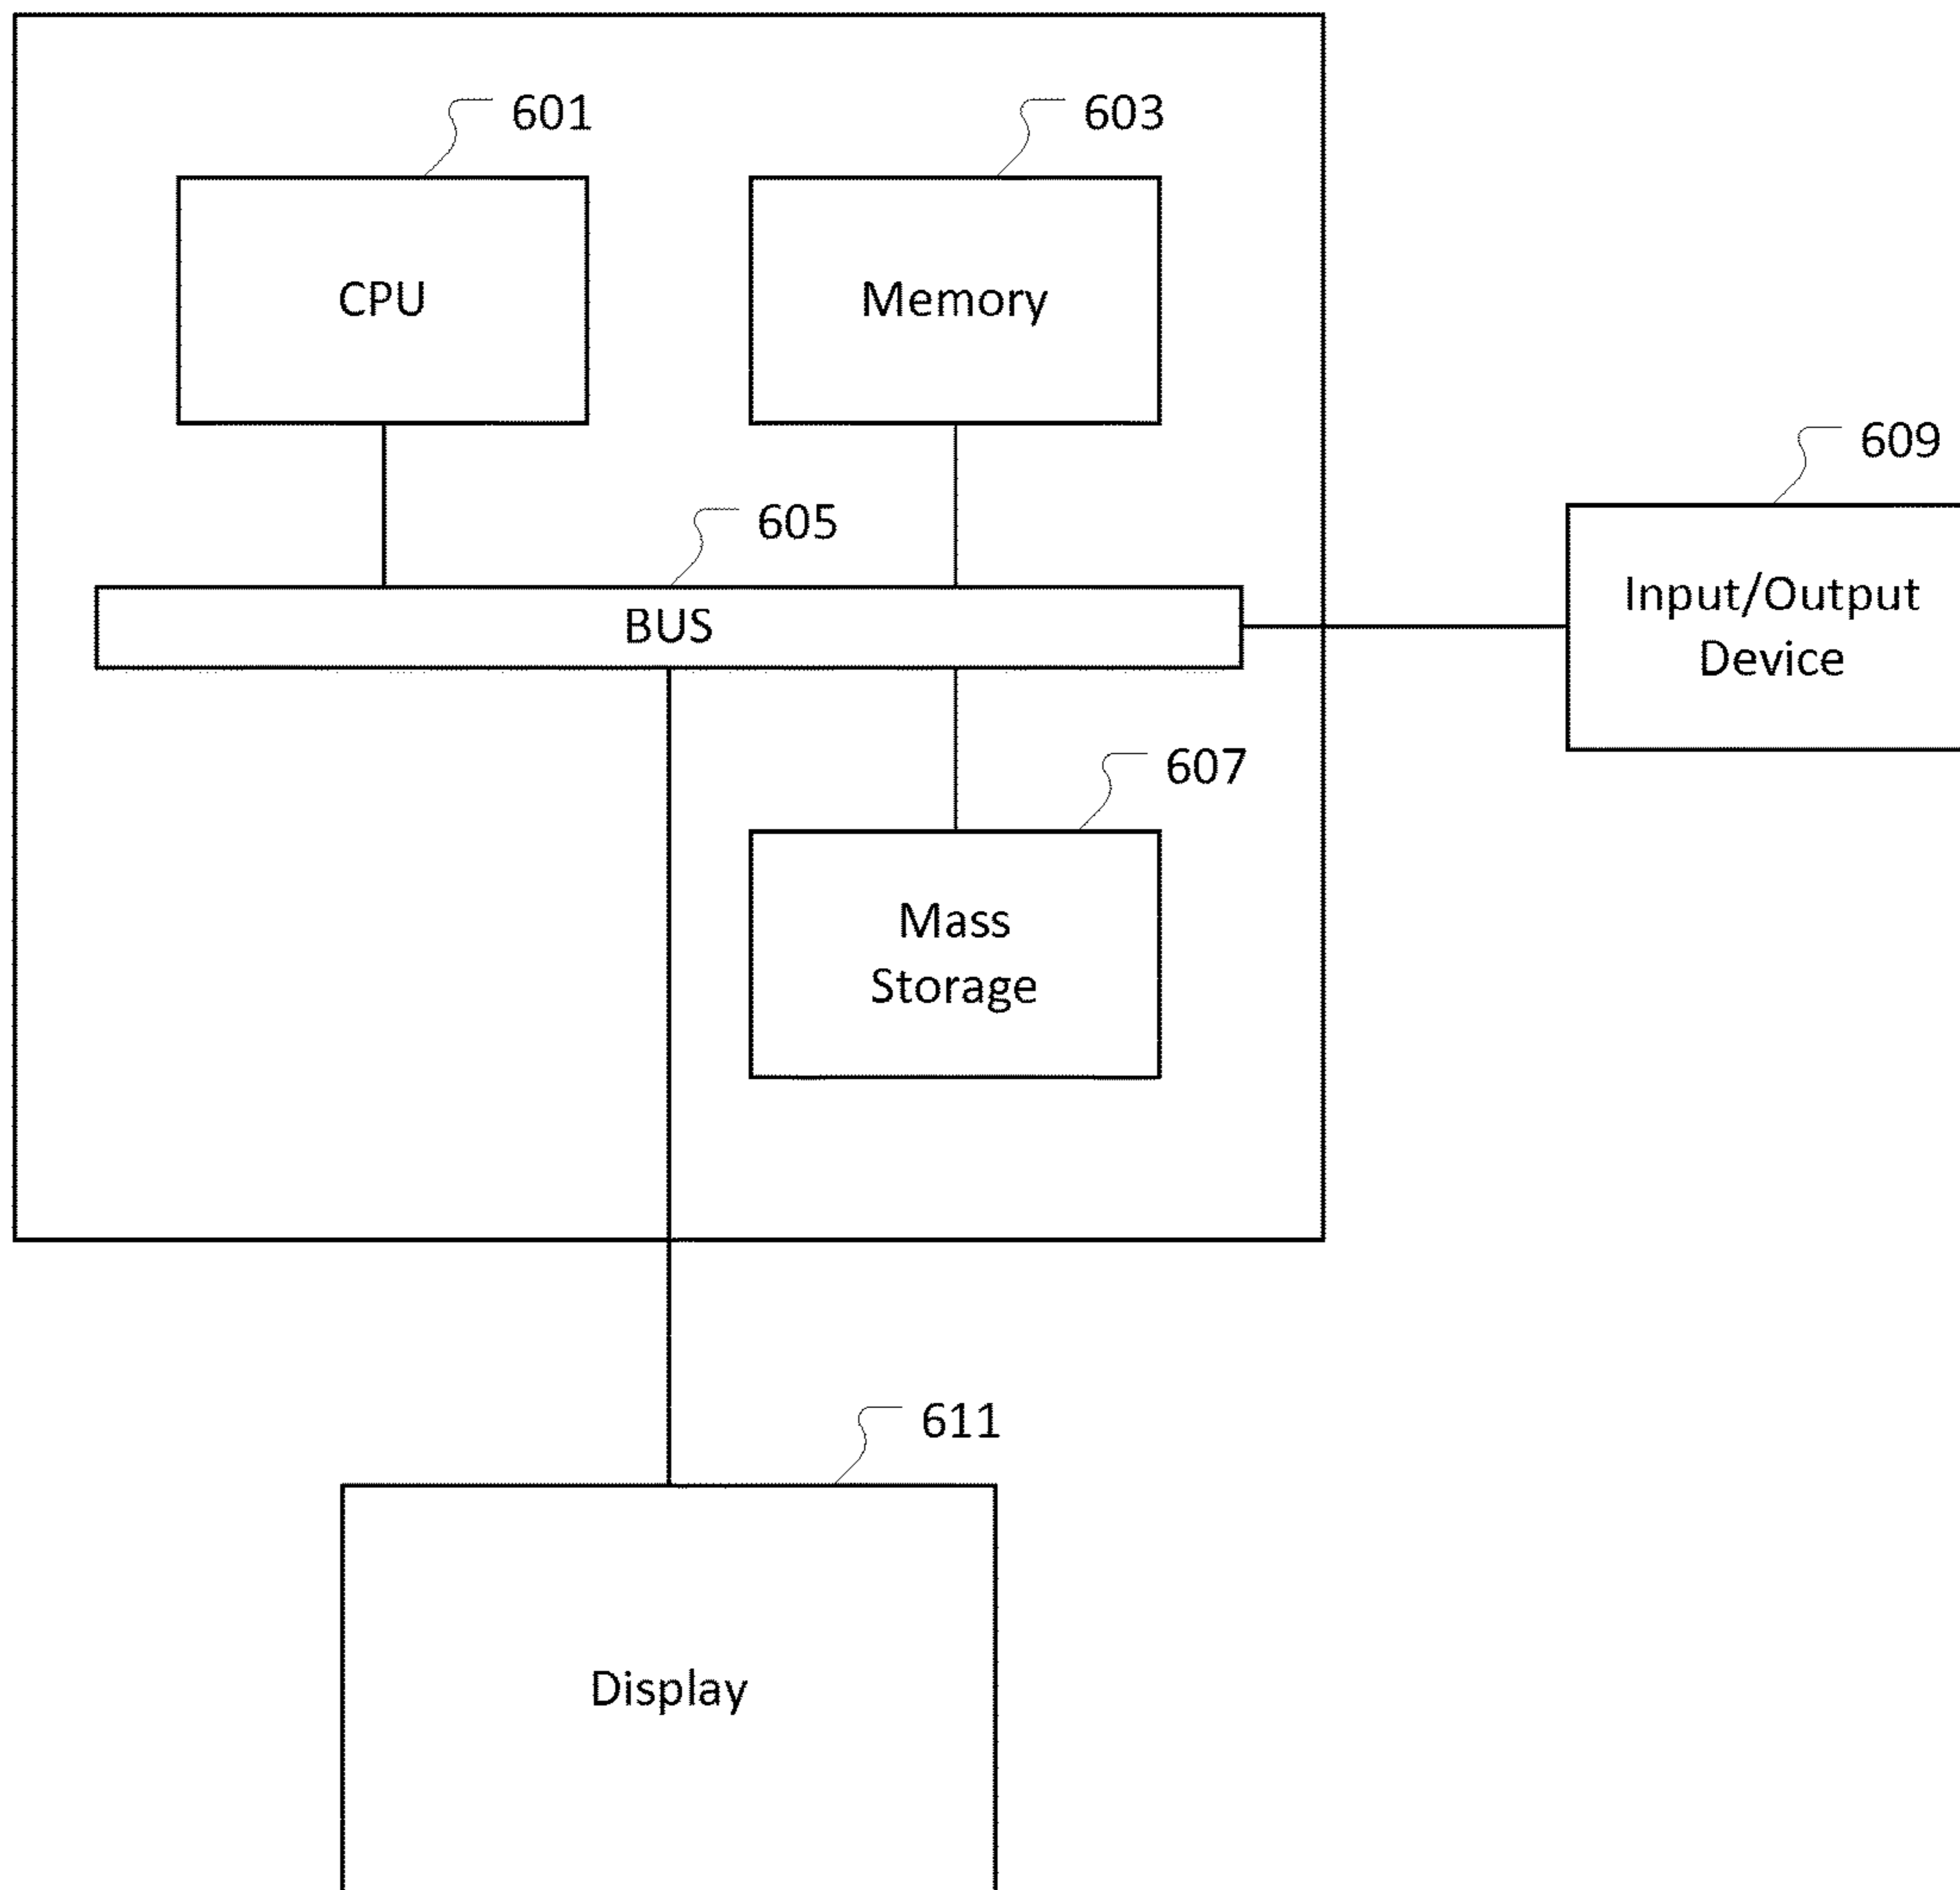 601
603
CPU
Memory
609
605
Input/Output
Device
BUS
607
Mass
Storage
611
Display